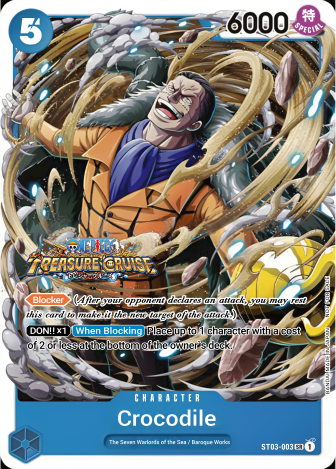 5
6000
特
SPECIAL
ONE PIECE
TREASURE CRUISE
Blocker (After your opponent declares an attack, you may rest
this card to make it the new target of the attack.)
DON!! ×1 When Blocking Place up to 1 character with a cost
of 2 or less at the bottom of the owner's deck.
CHARACTER
Crocodile
The Seven Warlords of the Sea / Baroque Works
ST03-003 SR 1